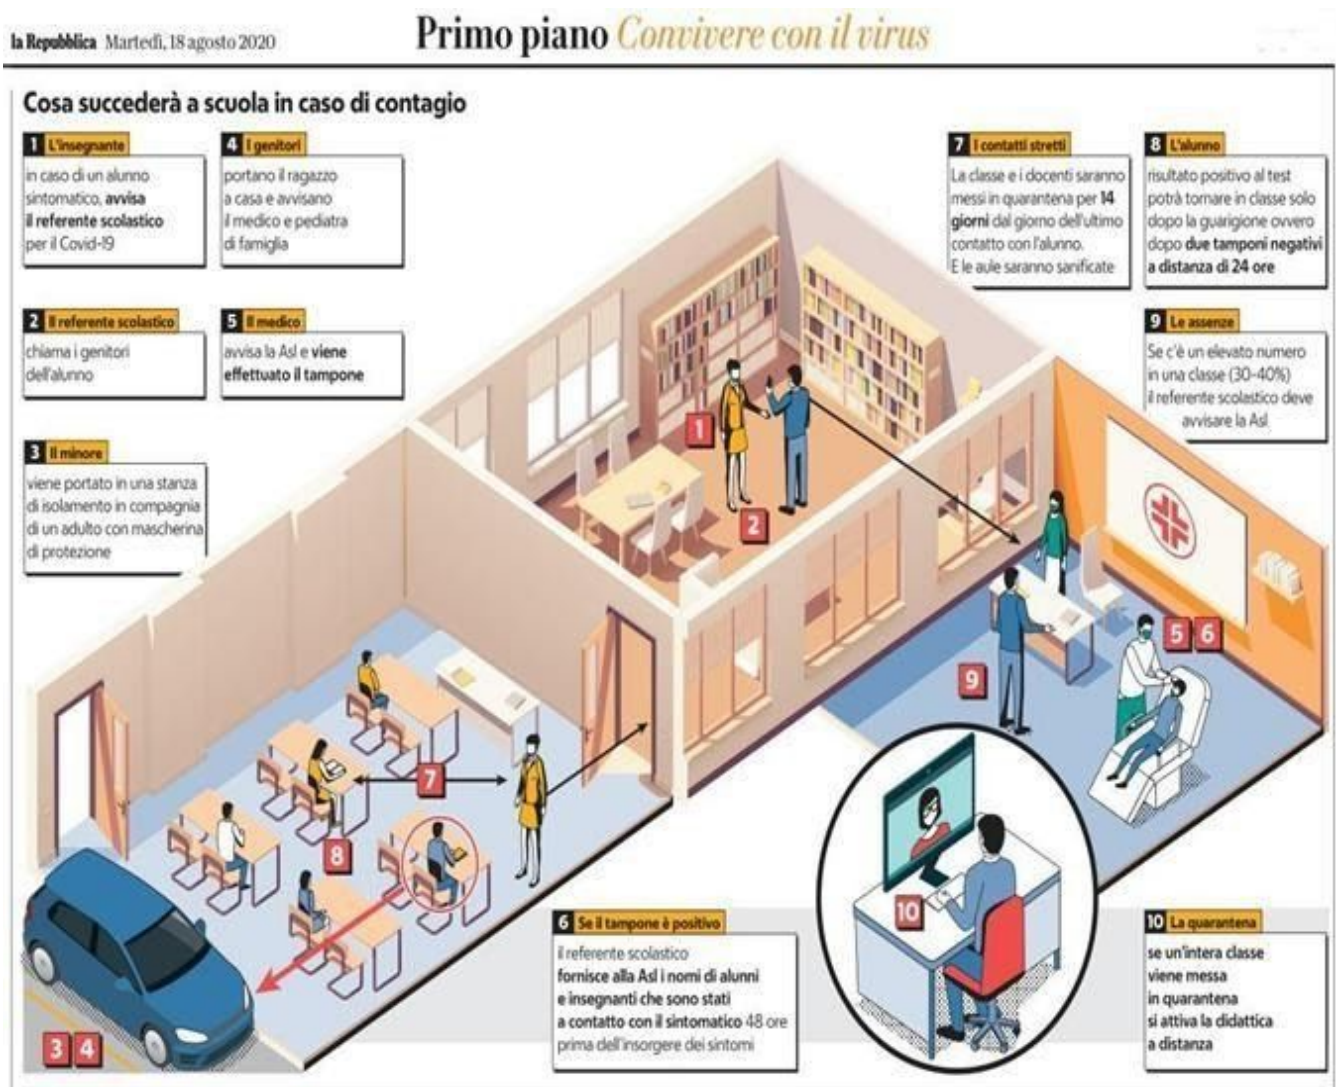 la Repubblica Martedì, 18 agosto 2020
Primo piano Convivere con il virus
Cosa succederà a scuola in caso di contagio
1 L'insegnante
in caso di un alunno
sintomatico, avvisa
il referente scolastico
per il Covid-19
2 Il referente scolastico
chiama i genitori
dell'alunno
3 Il minore
viene portato in una stanza
di isolamento in compagnia
di un adulto con mascherina
di protezione
4 I genitori
portano il ragazzo
a casa e avvisano
il medico e pediatra
di famiglia
5 Il medico
avvisa la Asl e viene
effettuato il tampone
6 Se il tampone è positivo
il referente scolastico
fornisce alla Asl i nomi di alunni
e insegnanti che sono stati
a contatto con il sintomatico 48 ore
prima dell'insorgere dei sintomi
7 I contatti stretti
La classe e i docenti saranno
messi in quarantena per 14
giorni dal giorno dell'ultimo
contatto con l'alunno.
E le aule saranno sanificate
8 L'alunno
risultato positivo al test
potrà tornare in classe solo
dopo la guarigione ovvero
dopo due tamponi negativi
a distanza di 24 ore
9 Le assenze
Se c'è un elevato numero
in una classe (30-40%)
il referente scolastico deve
avvisare la Asl
10 La quarantena
se un'intera classe
viene messa
in quarantena
si attiva la didattica
a distanza
1
2
5 6
9
7
8
10
3 4